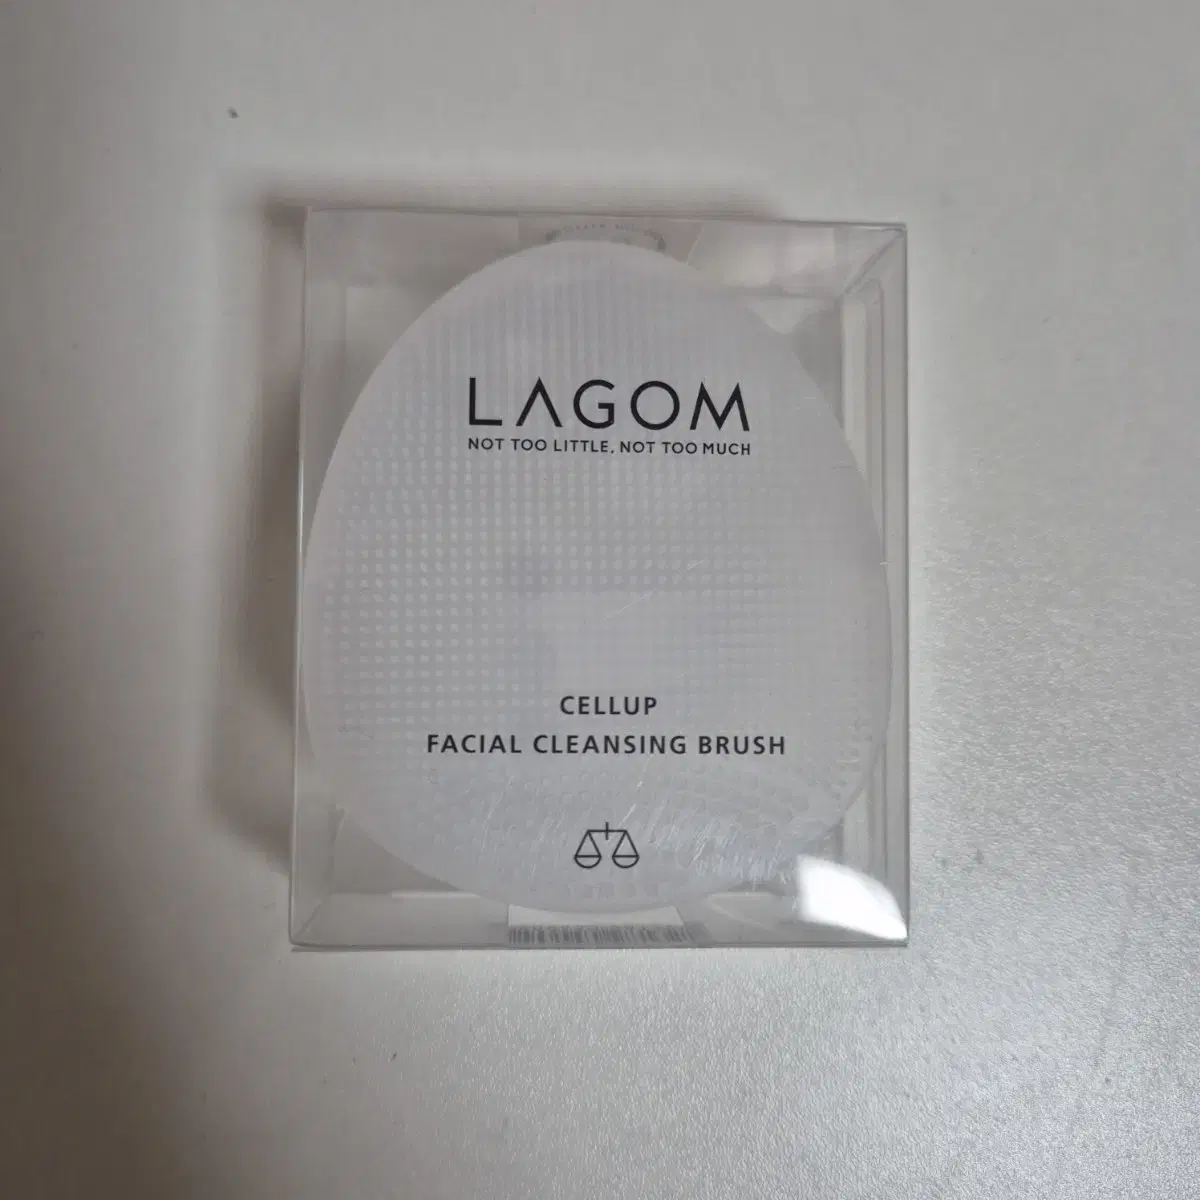 LAGOM
NOT TOO LITTLE, NOT TOO MUCH
CELLUP
FACIAL CLEANSING BRUSH